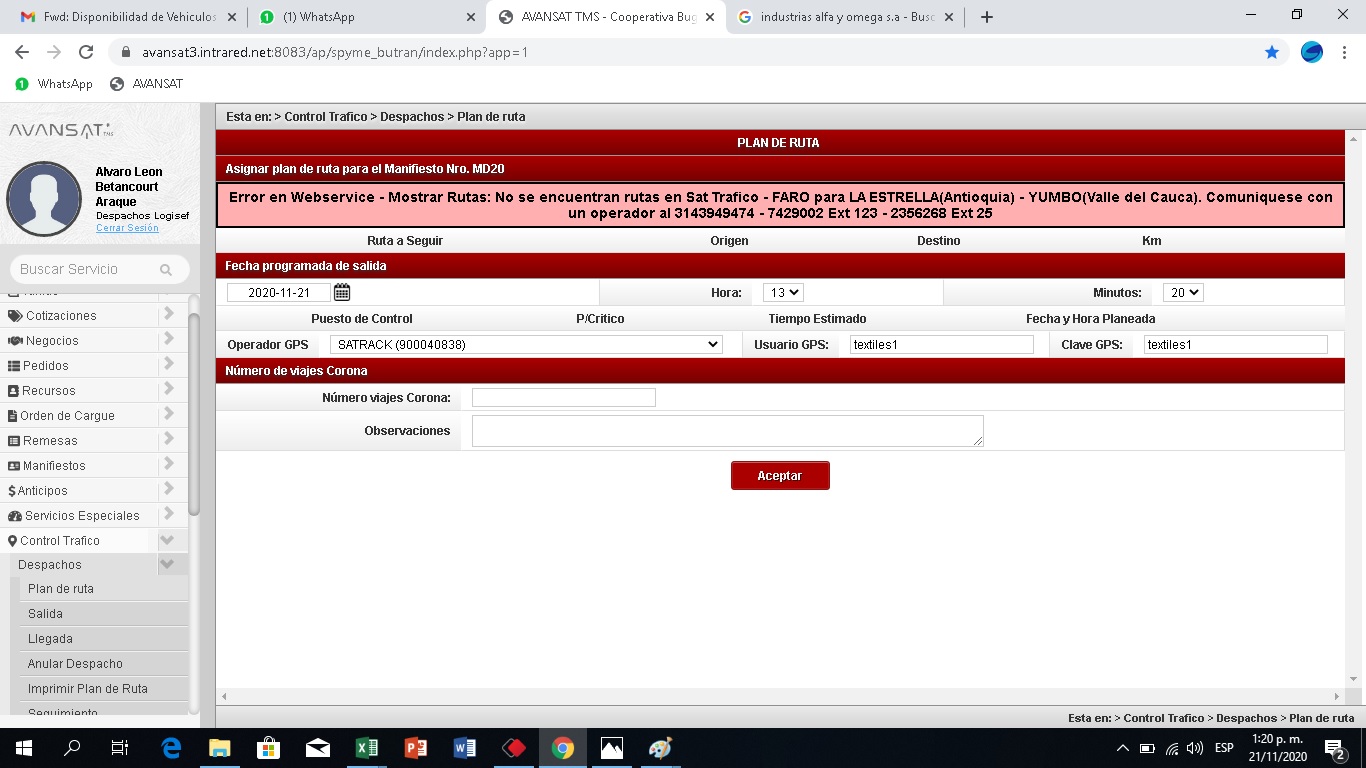 Fwd: Disponibilidad de Vehiculos
(1) WhatsApp
AVANSAT TMS - Cooperativa Bug
industrias alfa y omega s.a - Busc
avansat3.intrared.net:8083/ap/spyme_butran/index.php?app=1
WhatsApp
AVANSAT
AVANSAT TMS
Alvaro Leon
Betancourt
Araque
Despachos Logisef
Cerrar Sesión
Buscar Servicio
Cotizaciones
Negocios
Pedidos
Recursos
Orden de Cargue
Remesas
Manifiestos
Anticipos
Servicios Especiales
Control Trafico
Despachos
Plan de ruta
Salida
Llegada
Anular Despacho
Imprimir Plan de Ruta
Seguimiento
Esta en: > Control Trafico > Despachos > Plan de ruta
PLAN DE RUTA
Asignar plan de ruta para el Manifiesto Nro. MD20
Error en Webservice - Mostrar Rutas: No se encuentran rutas en Sat Trafico - FARO para LA ESTRELLA(Antioquia) - YUMBO(Valle del Cauca). Comuniquese con
un operador al 3143949474 - 7429002 Ext 123 - 2356268 Ext 25
Ruta a Seguir Origen Destino Km
Fecha programada de salida
2020-11-21 Hora: 13 Minutos: 20
Puesto de Control P/Critico Tiempo Estimado Fecha y Hora Planeada
Operador GPS SATRACK (900040838) Usuario GPS: textiles1 Clave GPS: textiles1
Número de viajes Corona
Número viajes Corona:
Observaciones
Aceptar
Esta en: > Control Trafico > Despachos > Plan de ruta
ESP
1:20 p. m.
21/11/2020
2